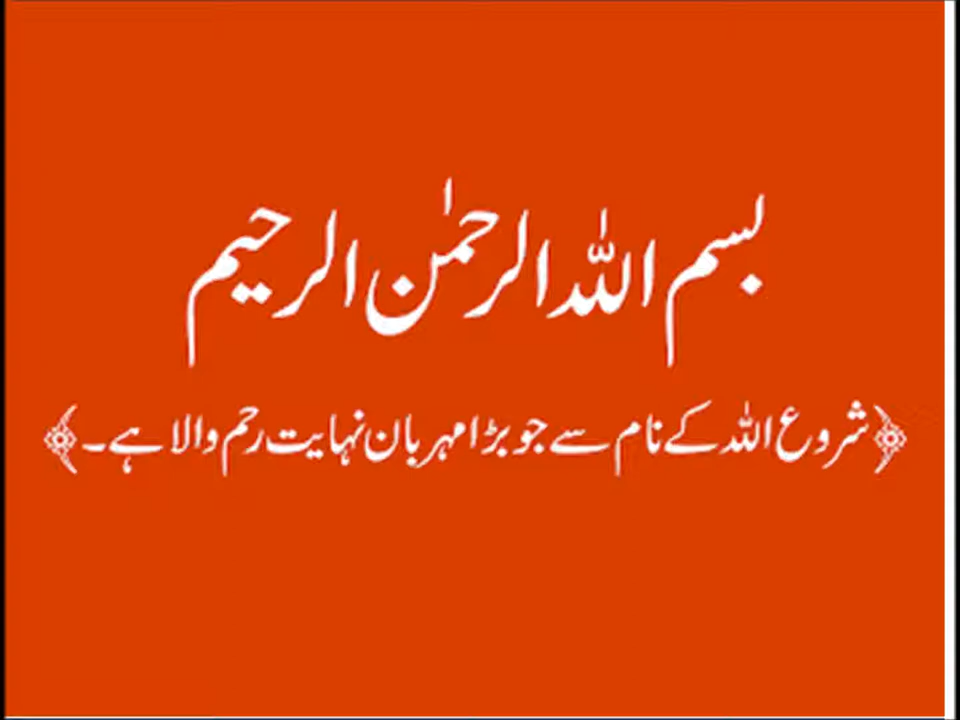 بسم اللہ الرحمٰن الرحیم
﴿شروع اللہ کے نام سے جو بڑا مہربان نہایت رحم والا ہے۔﴾